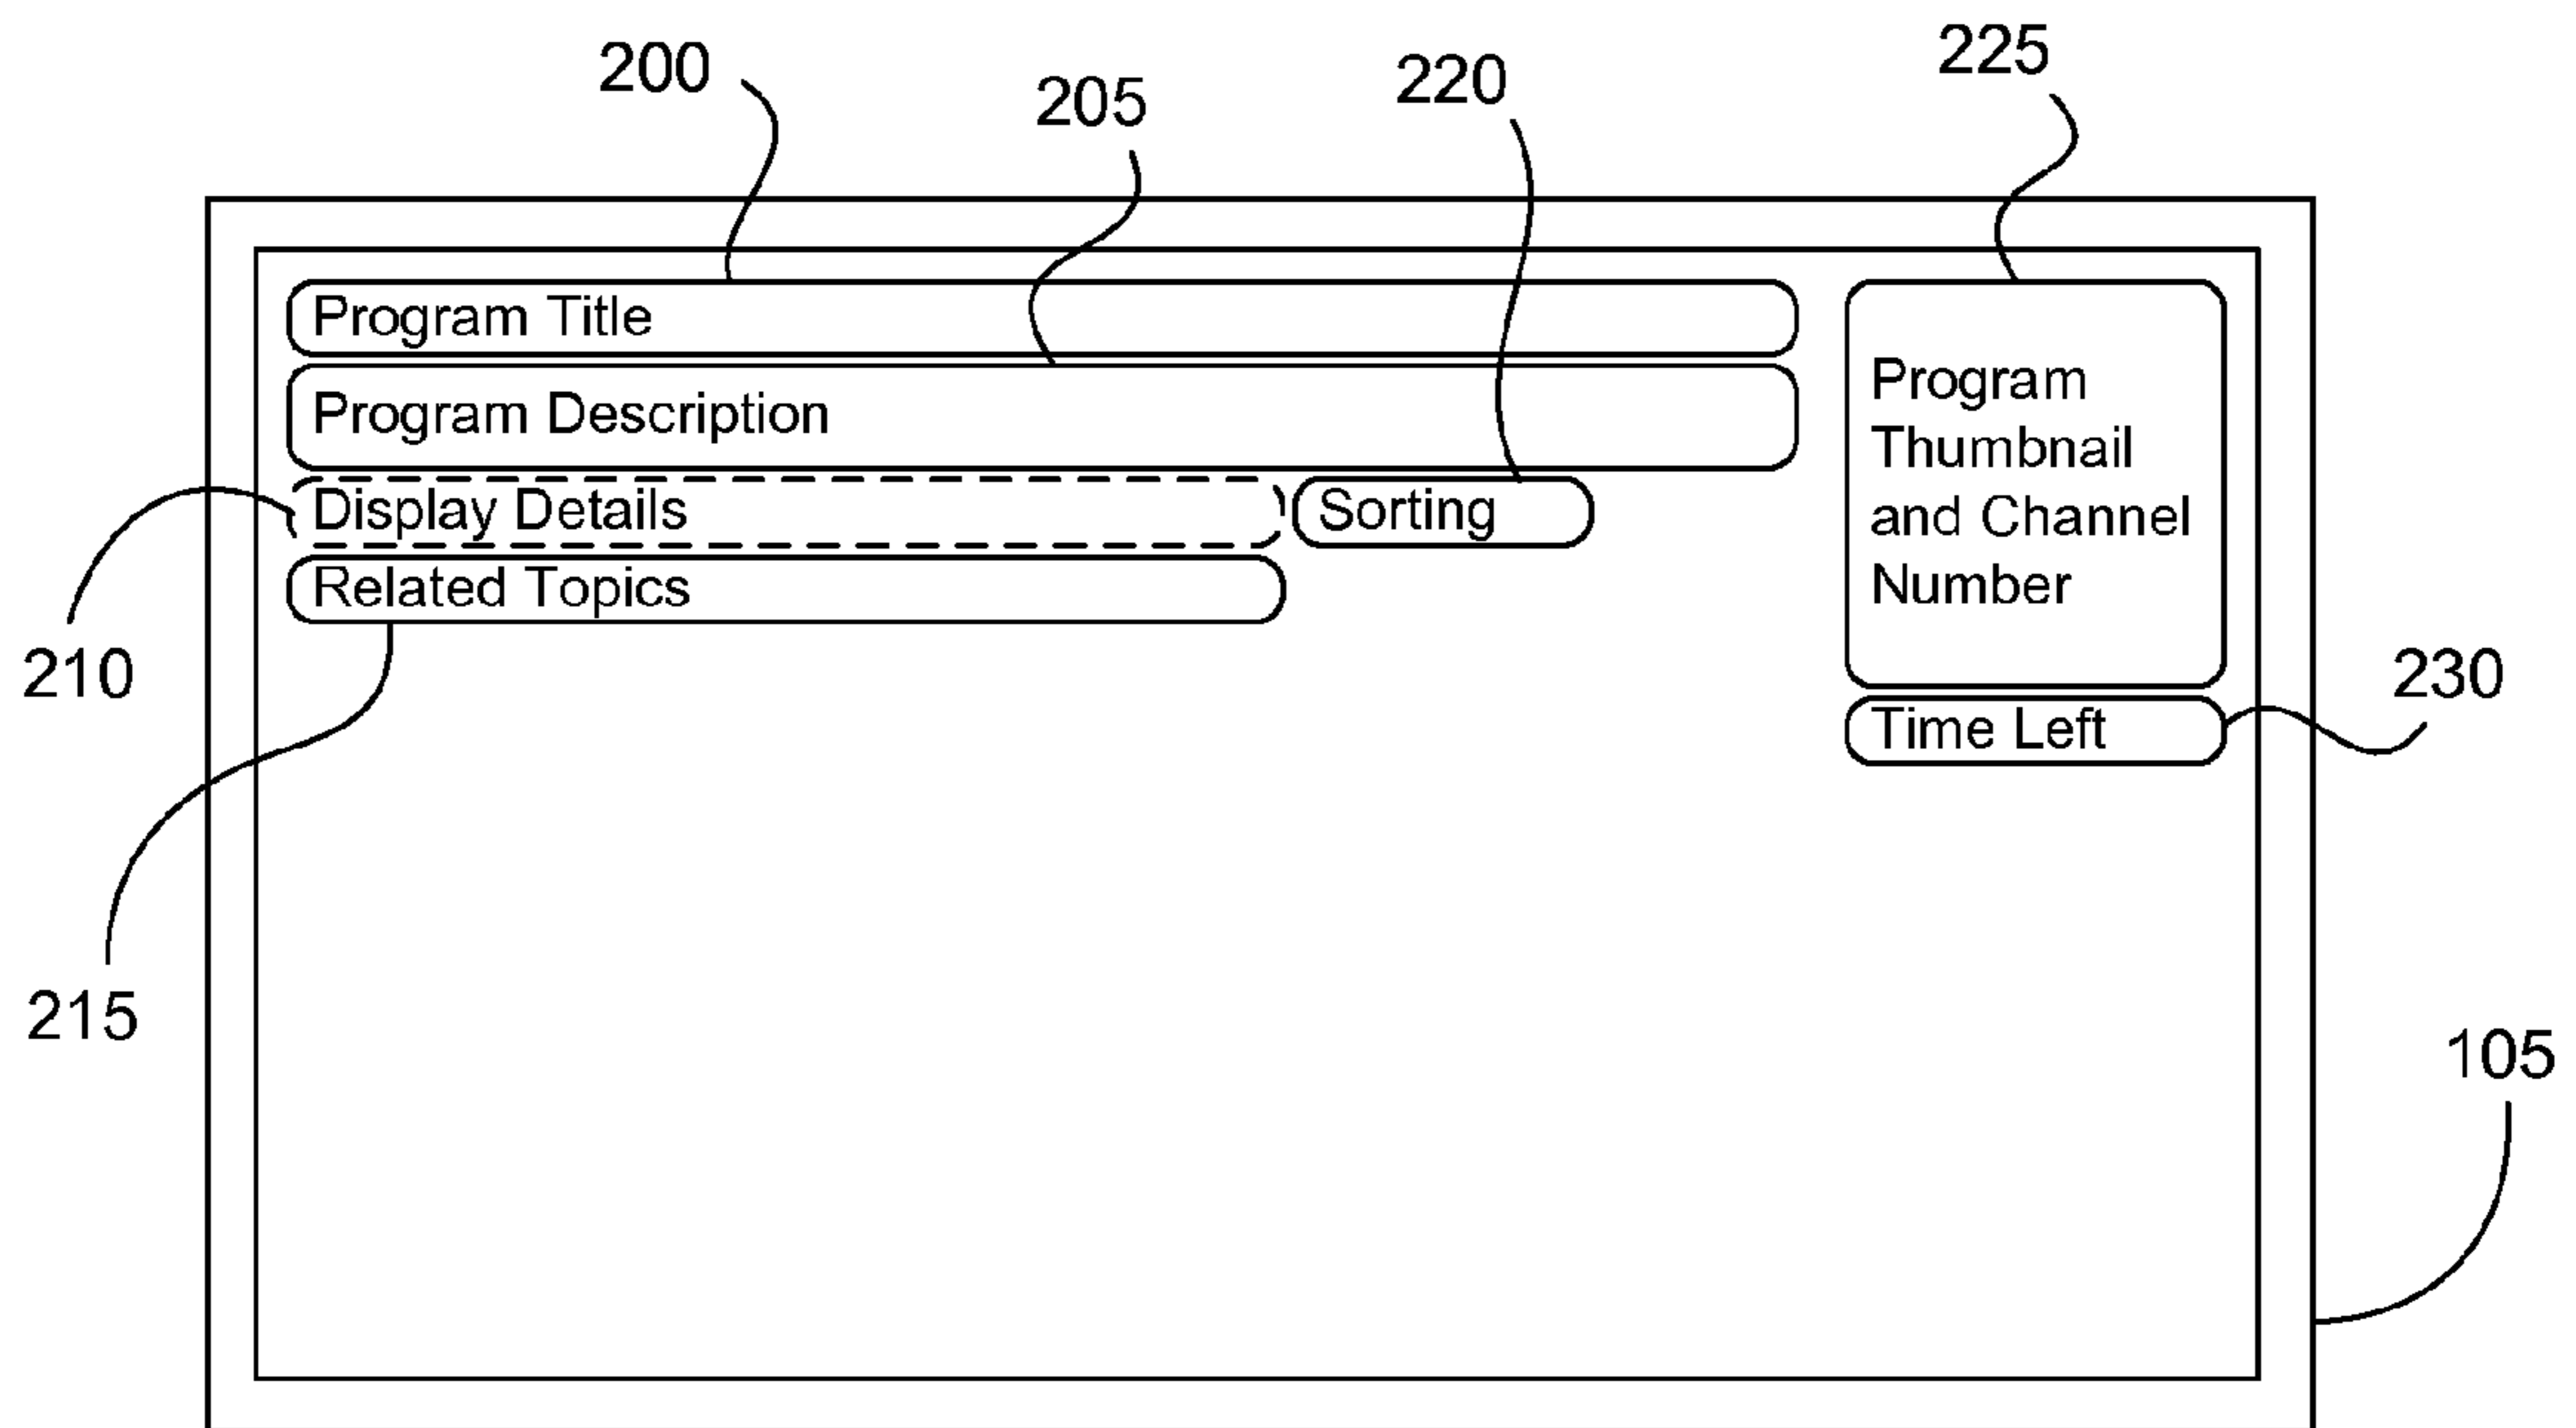 200
205
220
225
Program Title
Program Description
Display Details
Sorting
Related Topics
Program
Thumbnail
and Channel
Number
Time Left
210
230
215
105